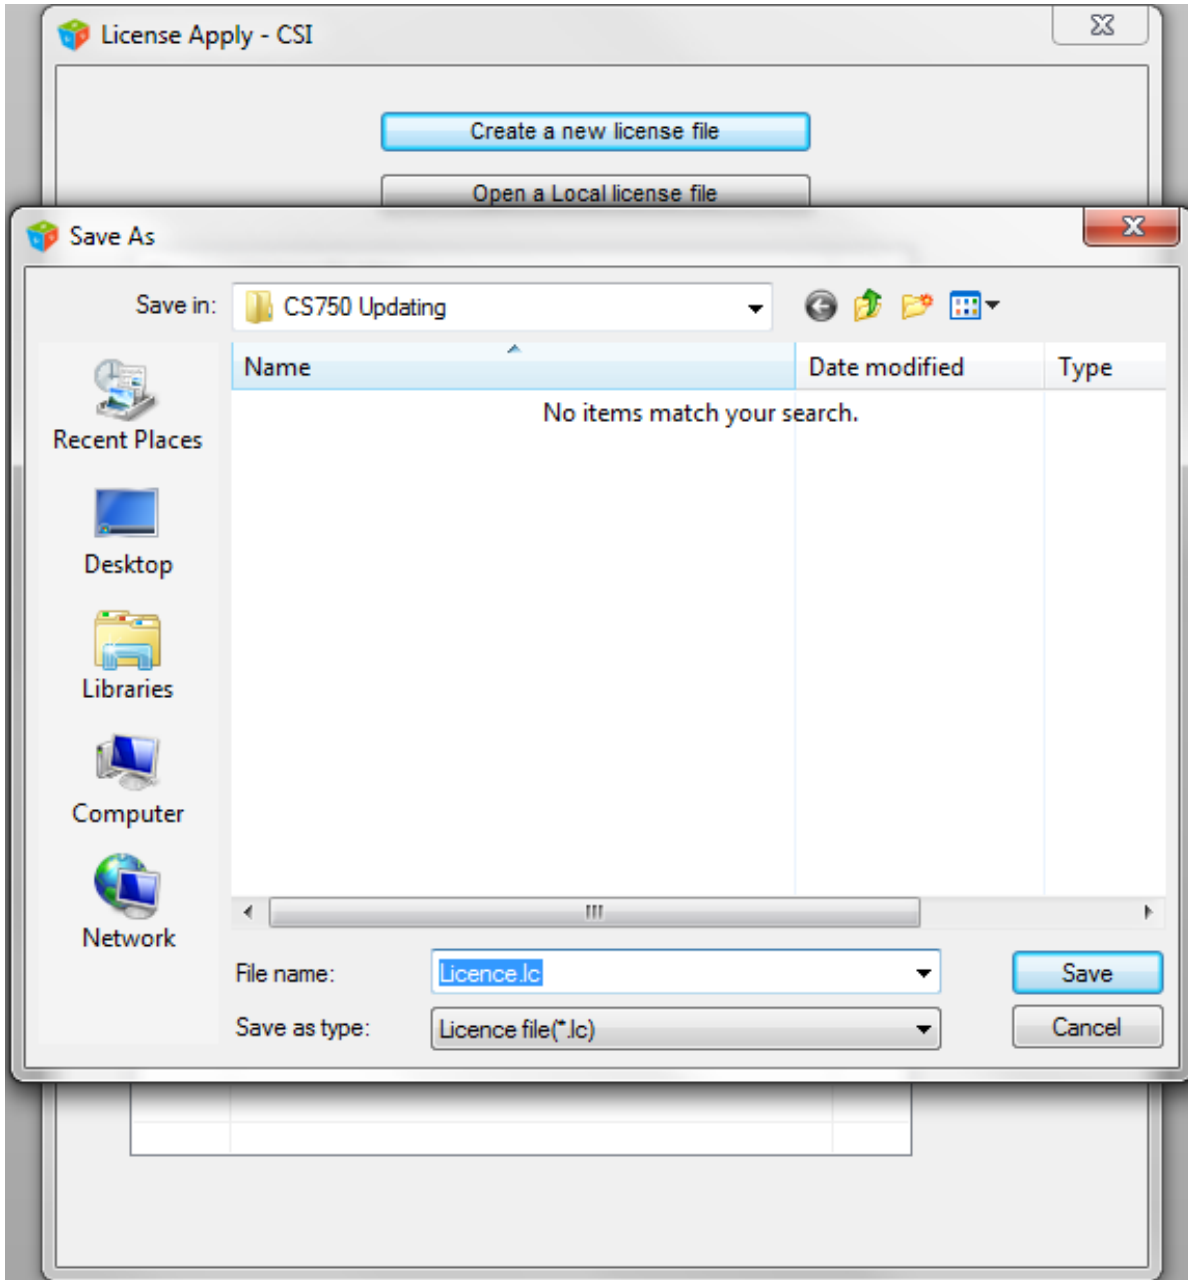 License Apply - CSI
Create a new license file
Open a Local license file
Save As
Save in: CS750 Updating
Name Date modified Type
No items match your search.
Recent Places
Desktop
Libraries
Computer
Network
File name: Licence.lc Save
Save as type: Licence file(*.lc) Cancel